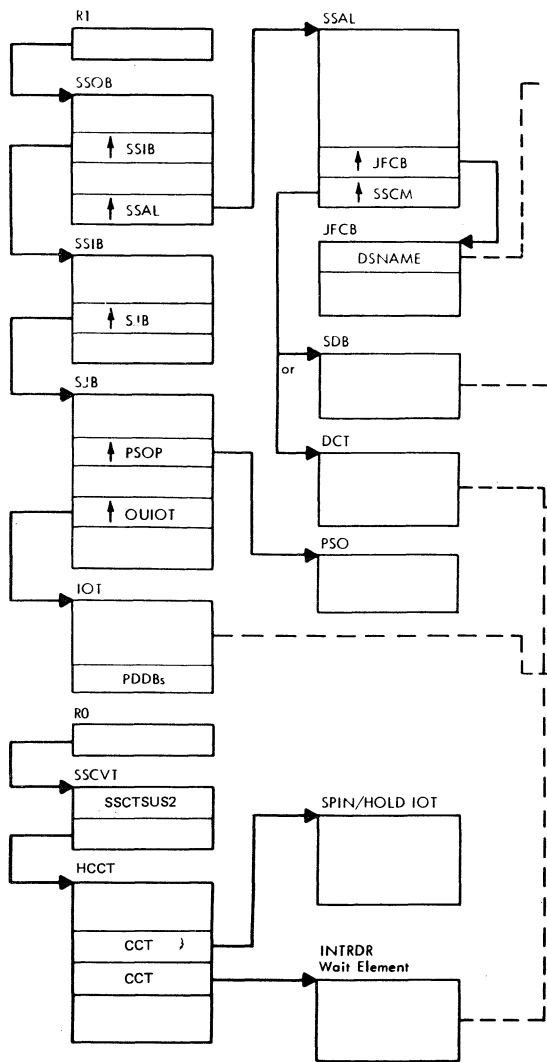 R1
SSOB
↑ SSIB
↑ SSAL
SSIB
↑ SJB
SJB
↑ PSOP
↑ OUIOT
IOT
PDDBs
R0
SSCVT
SSCTSUS2
HCCT
CCT }
CCT
SSAL
↑ JFCB
↑ SSCM
JFCB
DSNAME
SDB
or
DCT
PSO
SPIN/HOLD IOT
INTRDR
Wait Element